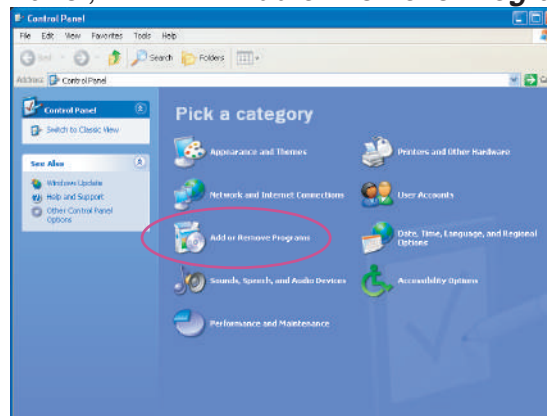 Control Panel
File Edit View Favorites Tools Help
Search Folders
Address Control Panel
Control Panel
Switch to Classic View
See Also
Windows Update
Help and Support
Other Control Panel
Options
Pick a category
Appearance and Themes
Printers and Other Hardware
Network and Internet Connections
User Accounts
Add or Remove Programs
Date, Time, Language, and Regional
Options
Sounds, Speech, and Audio Devices
Accessibility Options
Performance and Maintenance